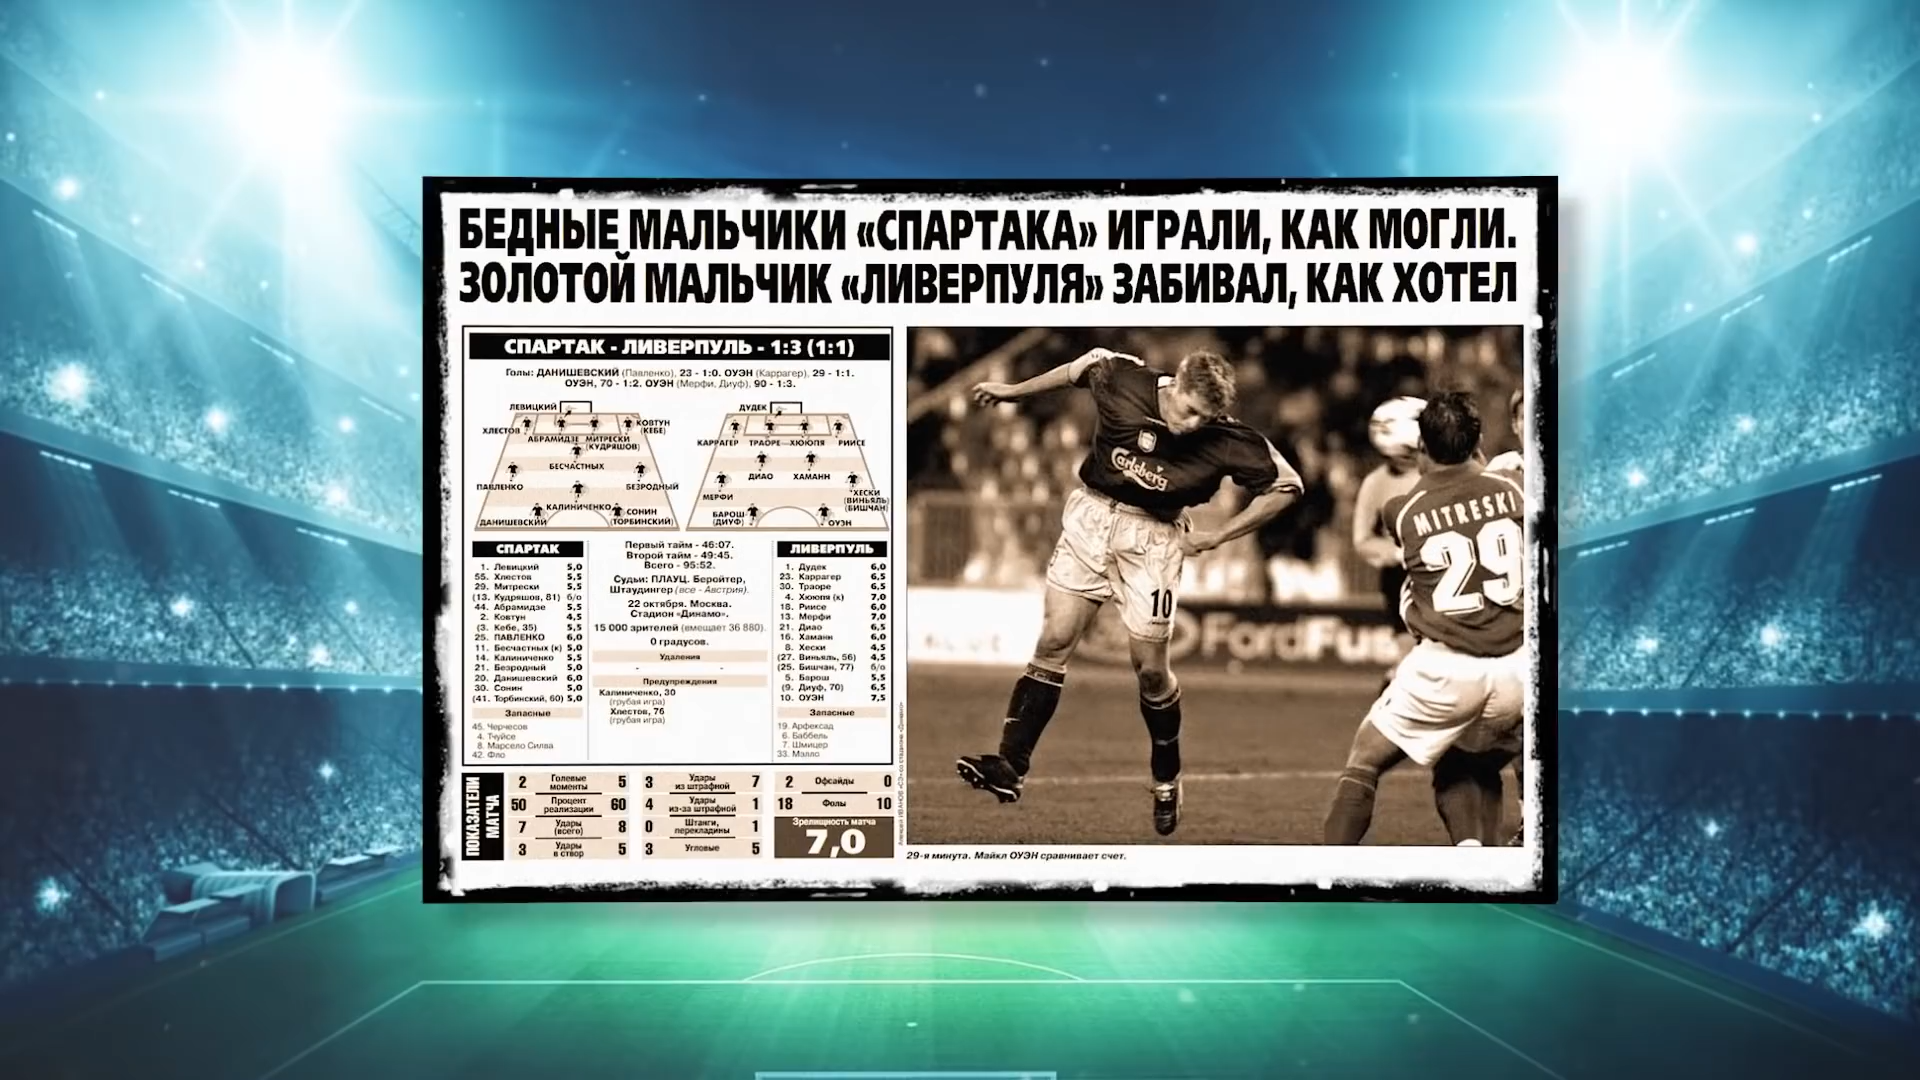 БЕДНЫЕ МАЛЬЧИКИ «СПАРТАКА» ИГРАЛИ, КАК МОГЛИ.
ЗОЛОТОЙ МАЛЬЧИК «ЛИВЕРПУЛЯ» ЗАБИВАЛ, КАК ХОТЕЛ
СПАРТАК - ЛИВЕРПУЛЬ - 1:3 (1:1)
Голы: ДАНИШЕВСКИЙ (Павленко), 23 - 1:0. ОУЭН (Каррагер), 29 - 1:1.
ОУЭН, 70 - 1:2. ОУЭН (Мерфи, Диуф), 90 - 1:3.
ЛЕВИЦКИЙ
ХЛЕСТОВ
КОВТУН
(КЕБЕ)
АБРАМИДЗЕ МИТРЕСКИ
(КУДРЯШОВ)
БЕСЧАСТНЫХ
ПАВЛЕНКО
БЕЗРОДНЫЙ
КАЛИНИЧЕНКО
СОНИН
(ТОРБИНСКИЙ)
ДАНИШЕВСКИЙ
ДУДЕК
КАРРАГЕР ТРАОРЕ ХЮЮПЯ РИИСЕ
ДИАО ХАМАНН
МЕРФИ
ХЕСКИ
(ВИНЬЯЛЬ)
(БИШЧАН)
БАРОШ
(ДИУФ)
ОУЭН
СПАРТАК
1. Левицкий 5,0
55. Хлестов 5,5
29. Митрески 5,5
(13. Кудряшов, 81) б/о
44. Абрамидзе 5,5
2. Ковтун 4,5
(3. Кебе, 35) 5,5
25. ПАВЛЕНКО 6,0
11. Бесчастных (к) 5,0
14. Калиниченко 5,5
21. Безродный 5,0
20. Данишевский 6,0
30. Сонин 5,0
(41. Торбинский, 60) 5,0
Запасные
45. Черчесов
4. Тчуйсе
8. Марсело Силва
42. Фло
Первый тайм - 46:07.
Второй тайм - 49:45.
Всего - 95:52.
Судьи: ПЛАУЦ. Беройтер,
Штаудингер (все - Австрия).
22 октября. Москва.
Стадион «Динамо».
15 000 зрителей (вмещает 36 880).
0 градусов.
Удаления
- -
Предупреждения
Калиниченко, 30
(грубая игра)
Хлестов, 76
(грубая игра)
ЛИВЕРПУЛЬ
1. Дудек 6,0
23. Каррагер 6,5
30. Траоре 6,5
4. Хююпя (к) 7,0
18. Риисе 6,0
13. Мерфи 7,0
21. Диао 6,5
16. Хаманн 6,0
8. Хески 4,5
(27. Виньяль, 56) 4,5
(25. Бишчан, 77) б/о
5. Барош 5,5
(9. Диуф, 70) 6,5
10. ОУЭН 7,5
Запасные
19. Арфексад
6. Баббель
7. Шмицер
33. Мэлло
ПОКАЗАТЕЛИ
МАТЧА
2 Голевые моменты 5
50 Процент реализации 60
7 Удары (всего) 8
3 Удары в створ 5
3 Удары из штрафной 7
4 Удары из-за штрафной 1
0 Штанги, перекладины 1
3 Угловые 5
2 Офсайды 0
18 Фолы 10
Зрелищность матча
7,0
Carlsberg
10
MITRESKI
29
FordFus
29-я минута. Майкл ОУЭН сравнивает счет.